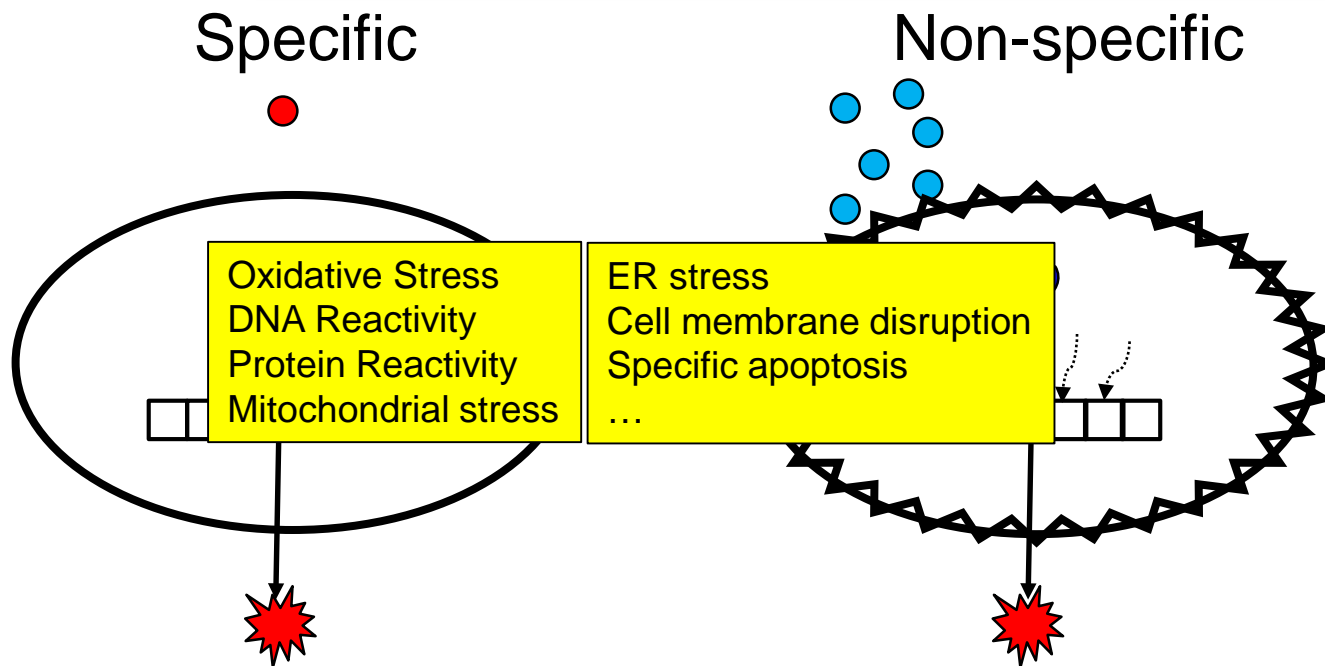 Specific
Non-specific
Oxidative Stress
DNA Reactivity
Protein Reactivity
Mitochondrial stress
ER stress
Cell membrane disruption
Specific apoptosis
…